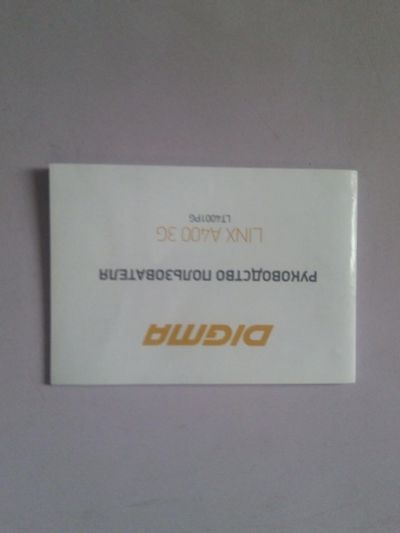 DIGMA
РУКОВОДСТВО ПОЛЬЗОВАТЕЛЯ
LINX A400 3G
LT4001PG